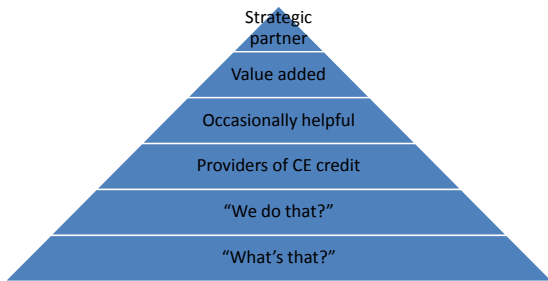 Strategic
partner
Value added
Occasionally helpful
Providers of CE credit
“We do that?”
“What’s that?”